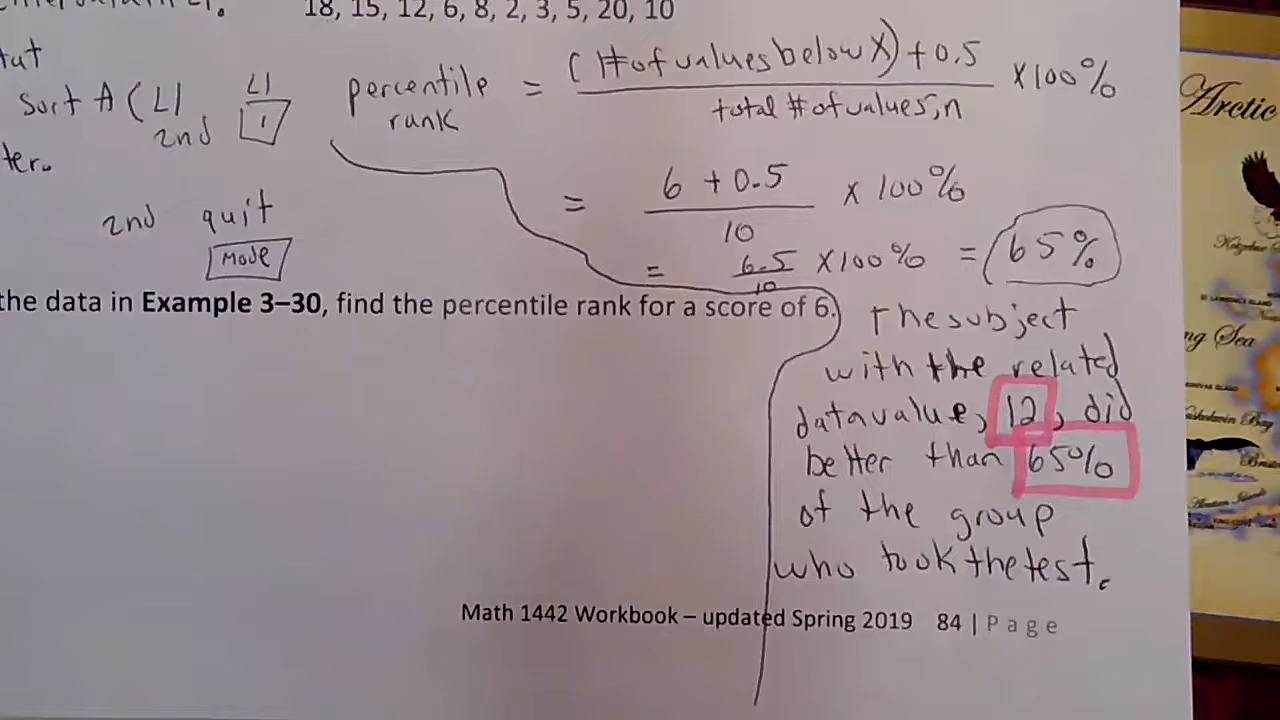 18, 15, 12, 6, 8, 2, 3, 5, 20, 10
percentile rank = (# of values below X) + 0.5 / total # of values, n X 100%
Sort A ( L1 L1
2nd 1
ter.
= 6 + 0.5 / 10 X 100%
2nd quit
MODE
= 6.5 / 10 X 100% = 65%
the data in Example 3–30, find the percentile rank for a score of 6.
The subject
with the related
data value, 12, did
better than 65%
of the group
who took the test.
Math 1442 Workbook – updated Spring 2019 84 | Page
Arctic
ng Sea